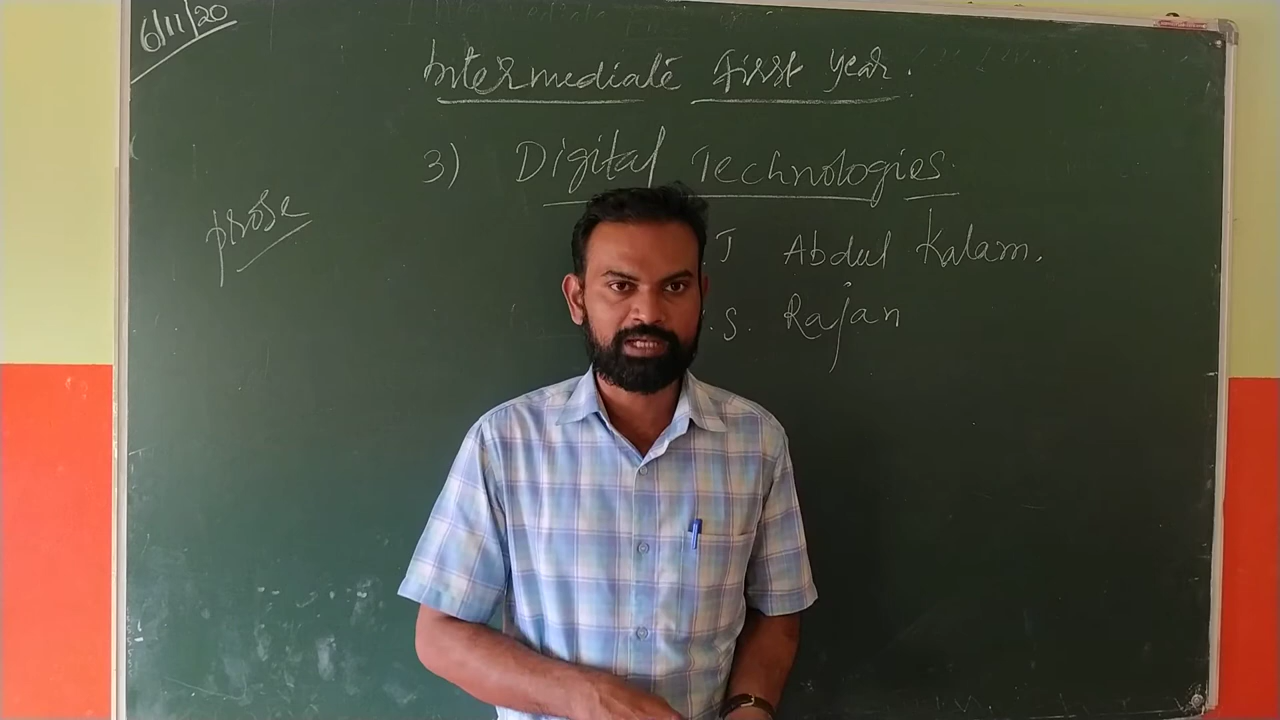 6/11/20
Intermediate first year.
3) Digital Technologies.
prose
. J Abdul Kalam.
. S. Rajan